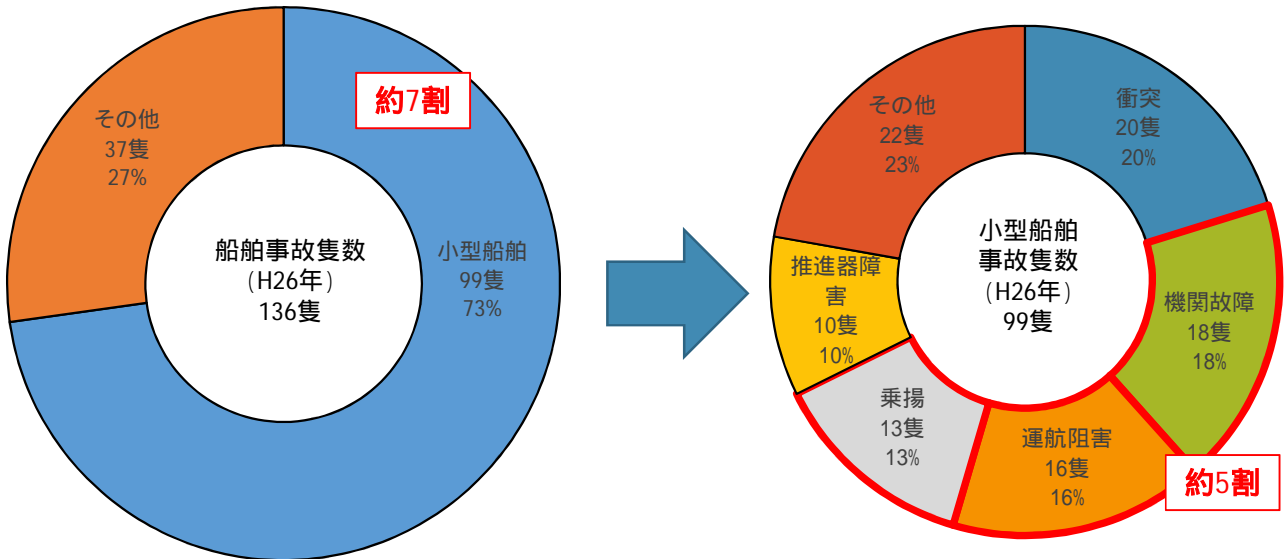 約7割
その他
37隻
27%
船舶事故隻数
(H26年)
136隻
小型船舶
99隻
73%
衝突
20隻
20%
その他
22隻
23%
小型船舶
事故隻数
(H26年)
99隻
推進器障
害
10隻
10%
機関故障
18隻
18%
乗揚
13隻
13%
運航阻害
16隻
16%
約5割